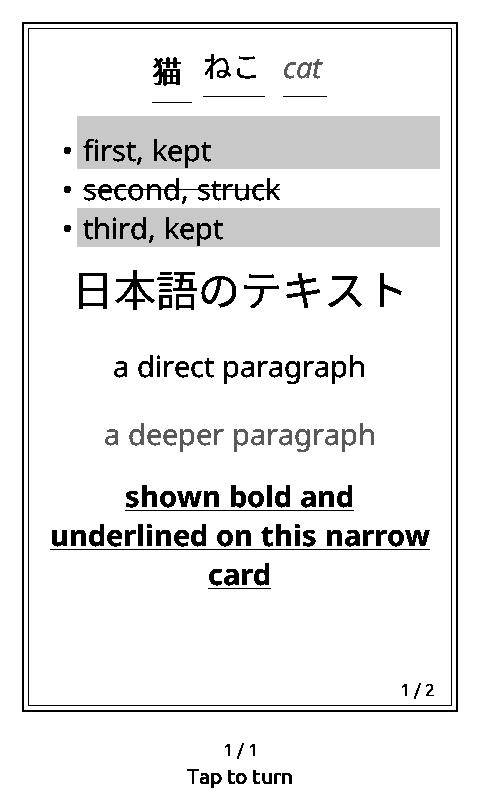 猫 ねこ cat
• first, kept
• second, struck
• third, kept
日本語のテキスト
a direct paragraph
a deeper paragraph
shown bold and
underlined on this narrow
card
1 / 2
1 / 1
Tap to turn